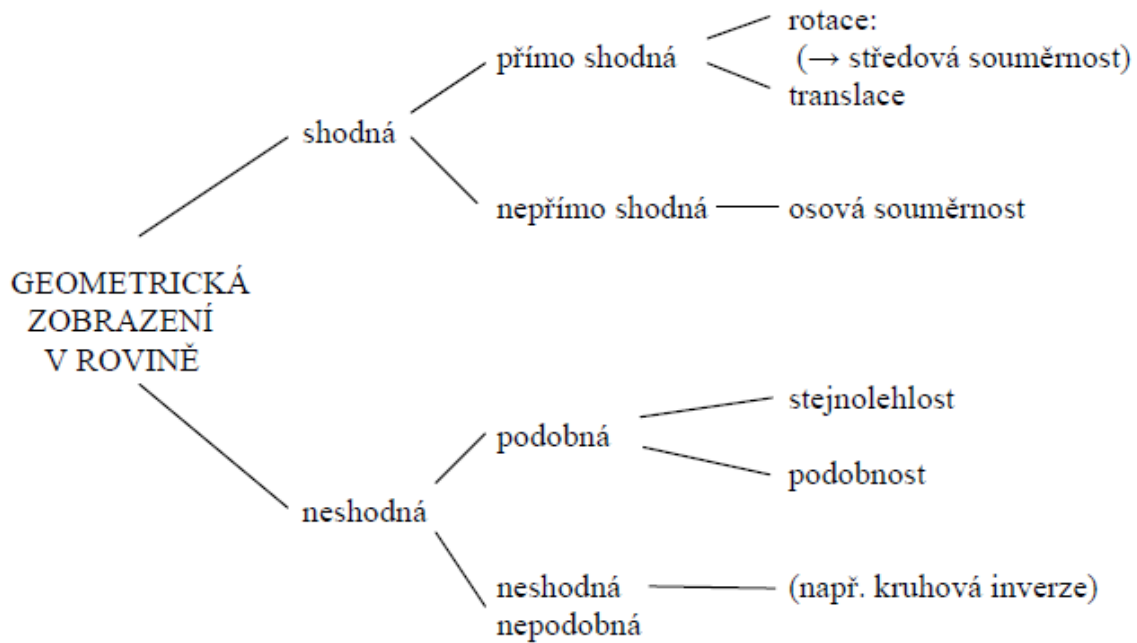 rotace:
přímo shodná
(→ středová souměrnost)
translace
shodná
nepřímo shodná
osová souměrnost
GEOMETRICKÁ
ZOBRAZENÍ
V ROVINĚ
stejnolehlost
podobná
podobnost
neshodná
neshodná
(např. kruhová inverze)
nepodobná